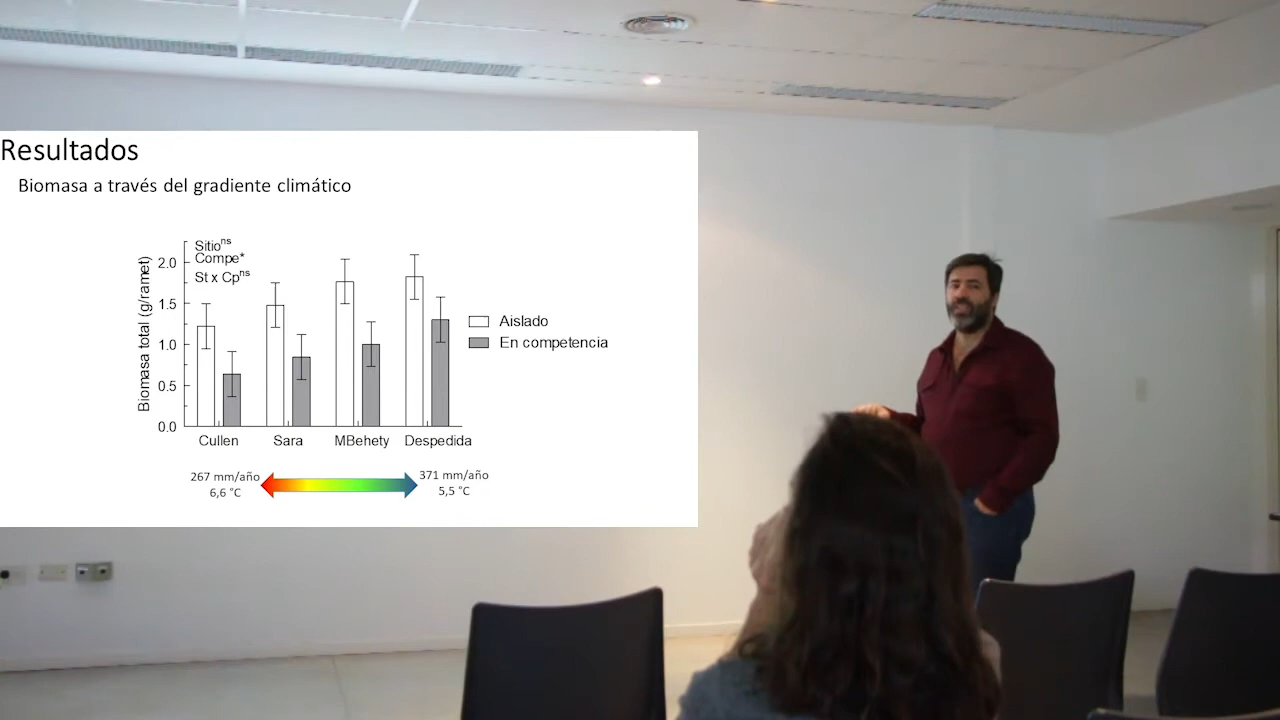 Resultados
Biomasa a través del gradiente climático
Sitio^ns
Compe*
St x Cp^ns
Biomasa total (g/ramet)
2.0
1.5
1.0
0.5
0.0
Aislado
En competencia
Cullen Sara MBehety Despedida
267 mm/año
6,6 °C
371 mm/año
5,5 °C